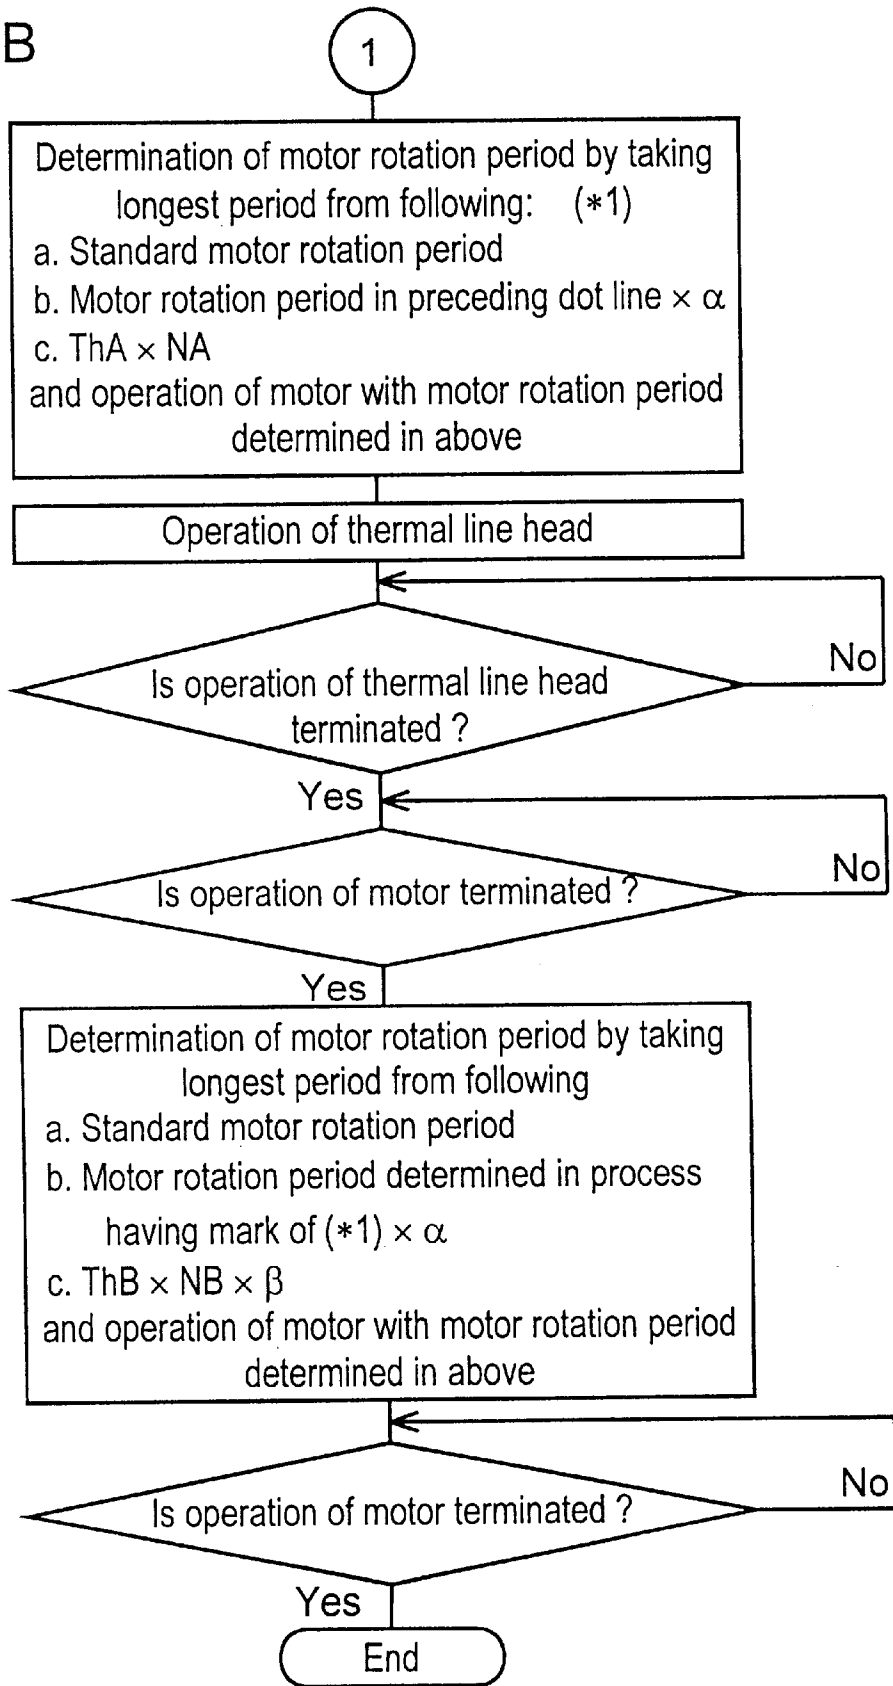 B
1
Determination of motor rotation period by taking
longest period from following: (*1)
a. Standard motor rotation period
b. Motor rotation period in preceding dot line × α
c. ThA × NA
and operation of motor with motor rotation period
determined in above
Operation of thermal line head
No
Is operation of thermal line head
terminated ?
Yes
No
Is operation of motor terminated ?
Yes
Determination of motor rotation period by taking
longest period from following
a. Standard motor rotation period
b. Motor rotation period determined in process
having mark of (*1) × α
c. ThB × NB × β
and operation of motor with motor rotation period
determined in above
No
Is operation of motor terminated ?
Yes
End